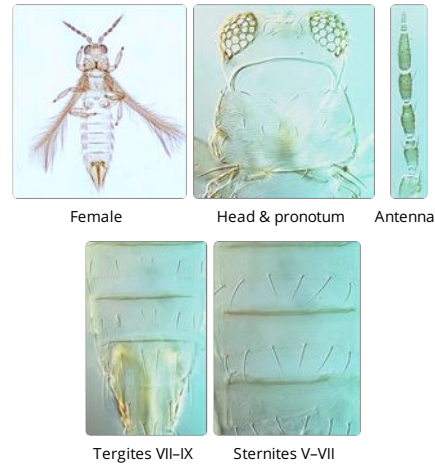 Female
Head & pronotum
Antenna
Tergites VII–IX
Sternites V–VII